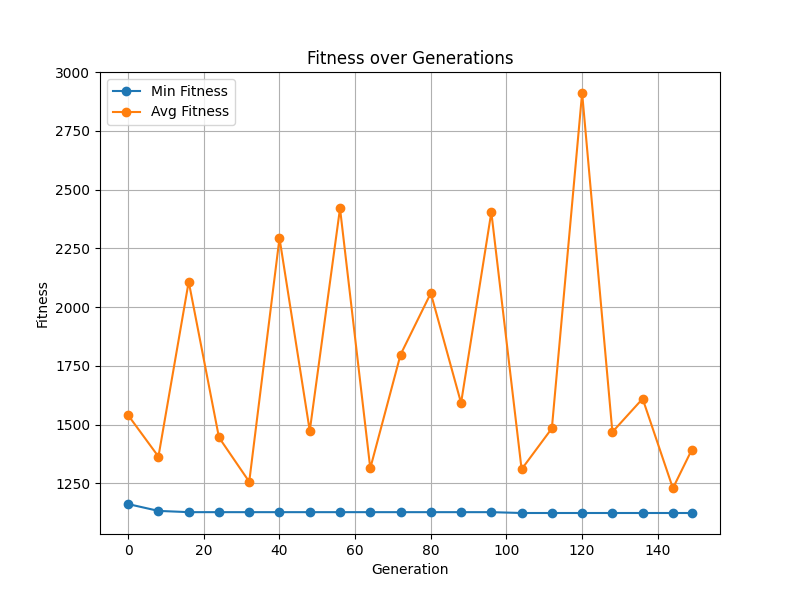 Fitness over Generations
Min Fitness
Avg Fitness
3000
2750
2500
2250
2000
1750
1500
1250
Fitness
0 20 40 60 80 100 120 140
Generation